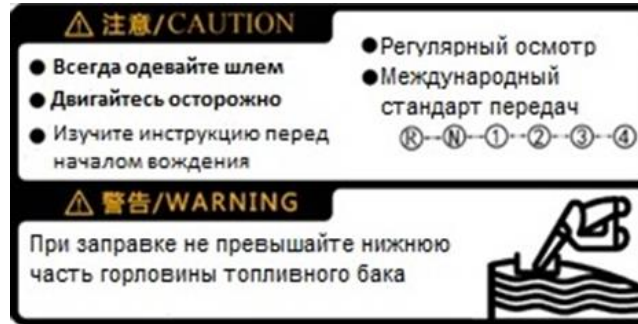 ⚠ 注意/CAUTION
● Всегда одевайте шлем
● Двигайтесь осторожно
● Изучите инструкцию перед
началом вождения
●Регулярный осмотр
●Международный
стандарт передач
Ⓡ--Ⓝ--①--②--③--④
⚠ 警告/WARNING
При заправке не превышайте нижнюю
часть горловины топливного бака